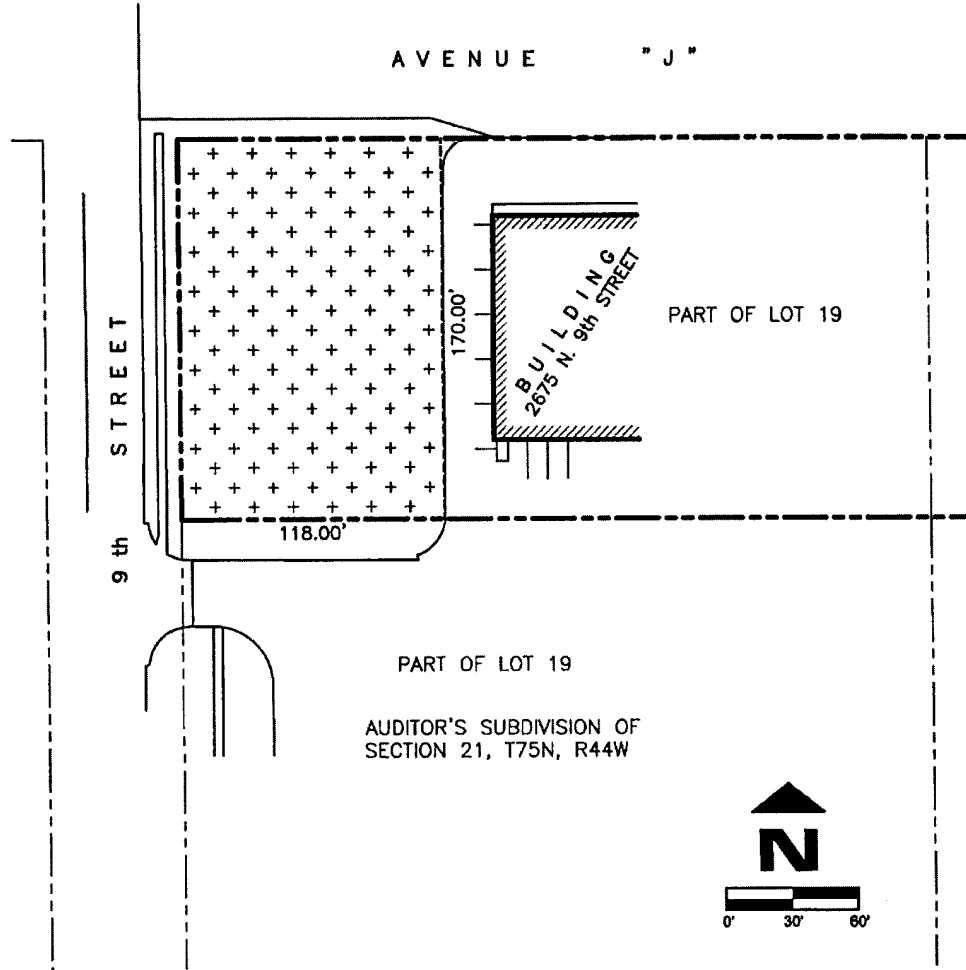 AVENUE "J"
9th STREET
170.00'
BUILDING
2675 N. 9th STREET
PART OF LOT 19
118.00'
PART OF LOT 19
AUDITOR'S SUBDIVISION OF
SECTION 21, T75N, R44W
N
0' 30' 60'